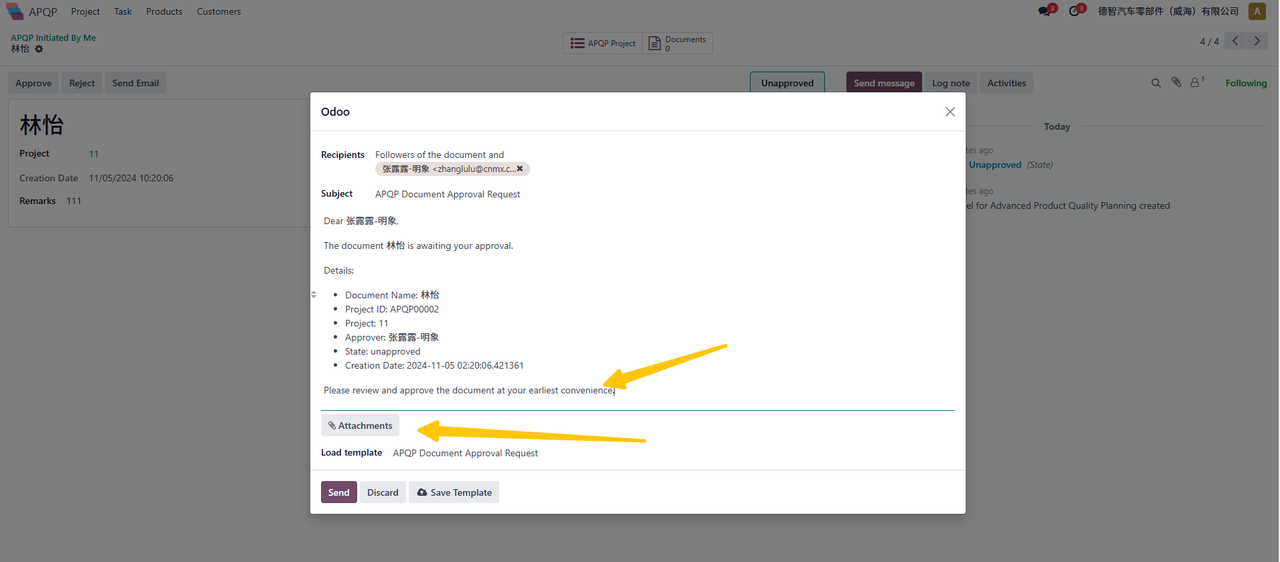 APQP Project Task Products Customers 3 3 德智汽车零部件（威海）有限公司 A
APQP Initiated By Me
林怡
APQP Project
Documents
0
4 / 4
Approve Reject Send Email
Unapproved
Send message Log note Activities 1 Following
林怡
Project 11
Creation Date 11/05/2024 10:20:06
Remarks 111
Odoo
Recipients Followers of the document and
张露露-明象 <zhanglulu@cnmx.c...
Subject APQP Document Approval Request
Dear 张露露-明象,
The document 林怡 is awaiting your approval.
Details:
Document Name: 林怡
Project ID: APQP00002
Project: 11
Approver: 张露露-明象
State: unapproved
Creation Date: 2024-11-05 02:20:06.421361
Please review and approve the document at your earliest convenience.
Attachments
Load template APQP Document Approval Request
Send Discard Save Template
Today
tes ago
Unapproved (State)
tes ago
el for Advanced Product Quality Planning created